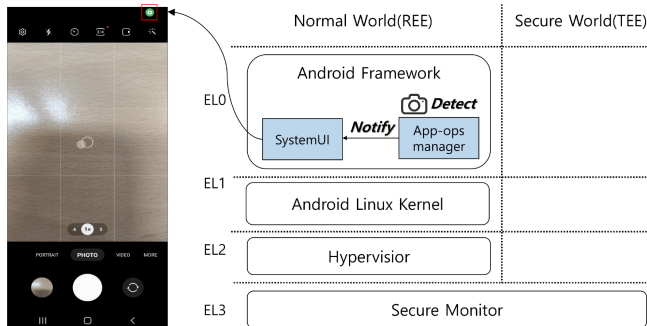 Normal World(REE)
Secure World(TEE)
Android Framework
EL0
Detect
Notify
SystemUI
App-ops
manager
EL1
Android Linux Kernel
EL2
Hypervisior
EL3
Secure Monitor
1x
PORTRAIT
PHOTO
VIDEO
MORE